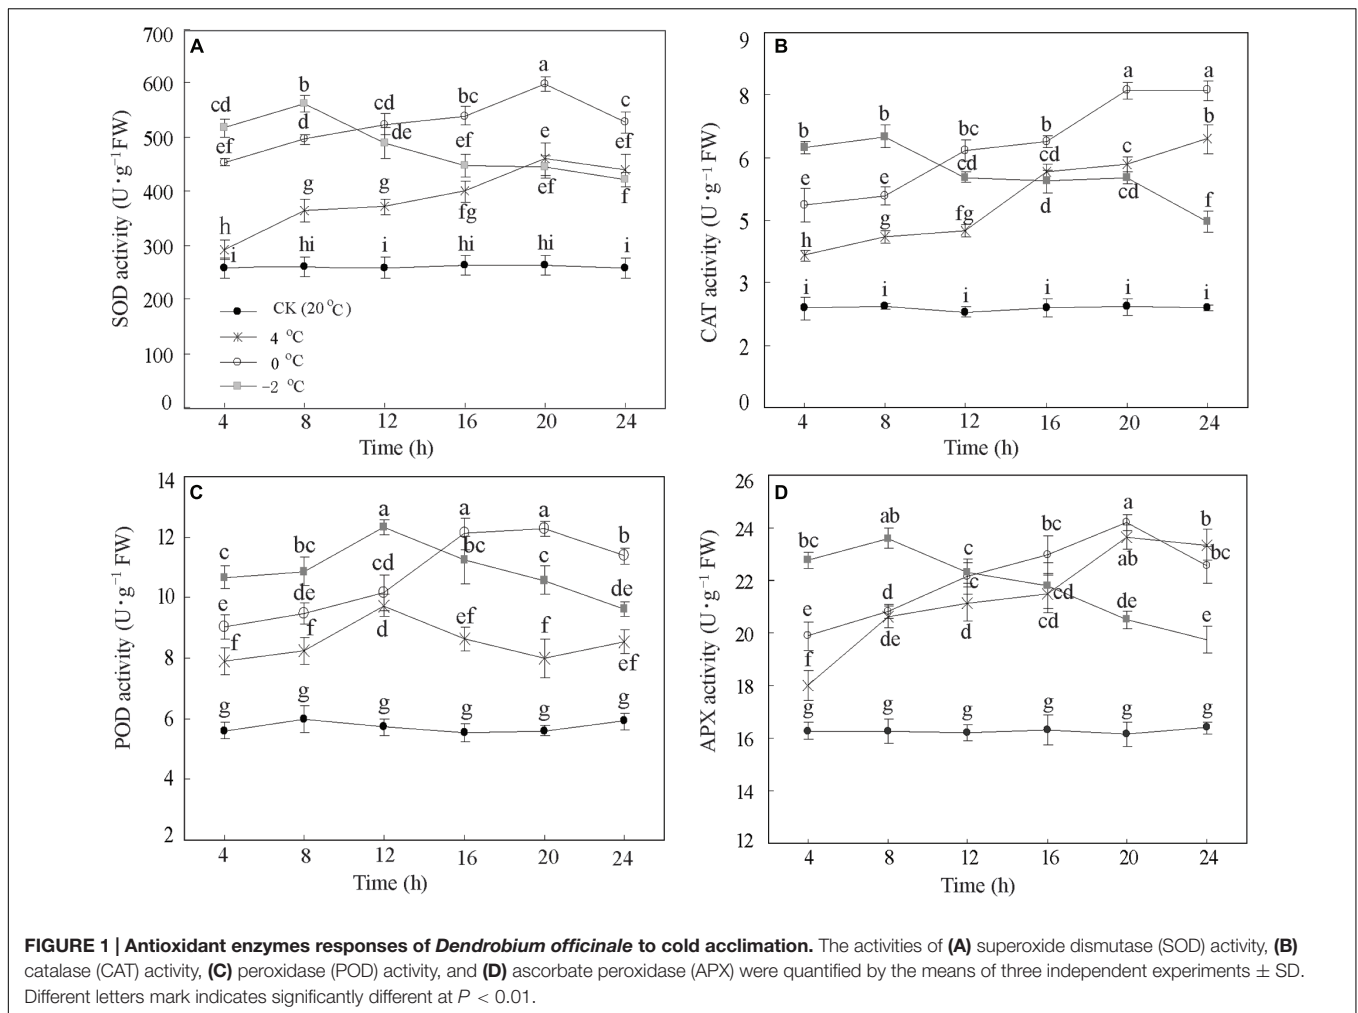 A
700
600
500
400
300
200
100
0
SOD activity (U·g⁻¹FW)
cd b cd bc a c
ef d de ef e ef
h g g fg ef f
i hi i hi hi i
CK (20 °C)
4 °C
0 °C
−2 °C
4 8 12 16 20 24
Time (h)
B
9
8
6
5
3
2
0
CAT activity (U·g⁻¹ FW)
b b bc b a a
e e cd cd c b
h g fg d cd f
i i i i i i
4 8 12 16 20 24
Time (h)
C
14
12
10
8
6
4
2
POD activity (U·g⁻¹ FW)
c bc a a a b
e de cd bc c de
f f d ef f ef
g g g g g g
4 8 12 16 20 24
Time (h)
D
26
24
22
20
18
16
14
12
APX activity (U·g⁻¹ FW)
bc ab c bc a b
e d c cd ab bc
f de d cd de e
g g g g g g
4 8 12 16 20 24
Time (h)
FIGURE 1 | Antioxidant enzymes responses of Dendrobium officinale to cold acclimation. The activities of (A) superoxide dismutase (SOD) activity, (B)
catalase (CAT) activity, (C) peroxidase (POD) activity, and (D) ascorbate peroxidase (APX) were quantified by the means of three independent experiments ± SD.
Different letters mark indicates significantly different at P < 0.01.